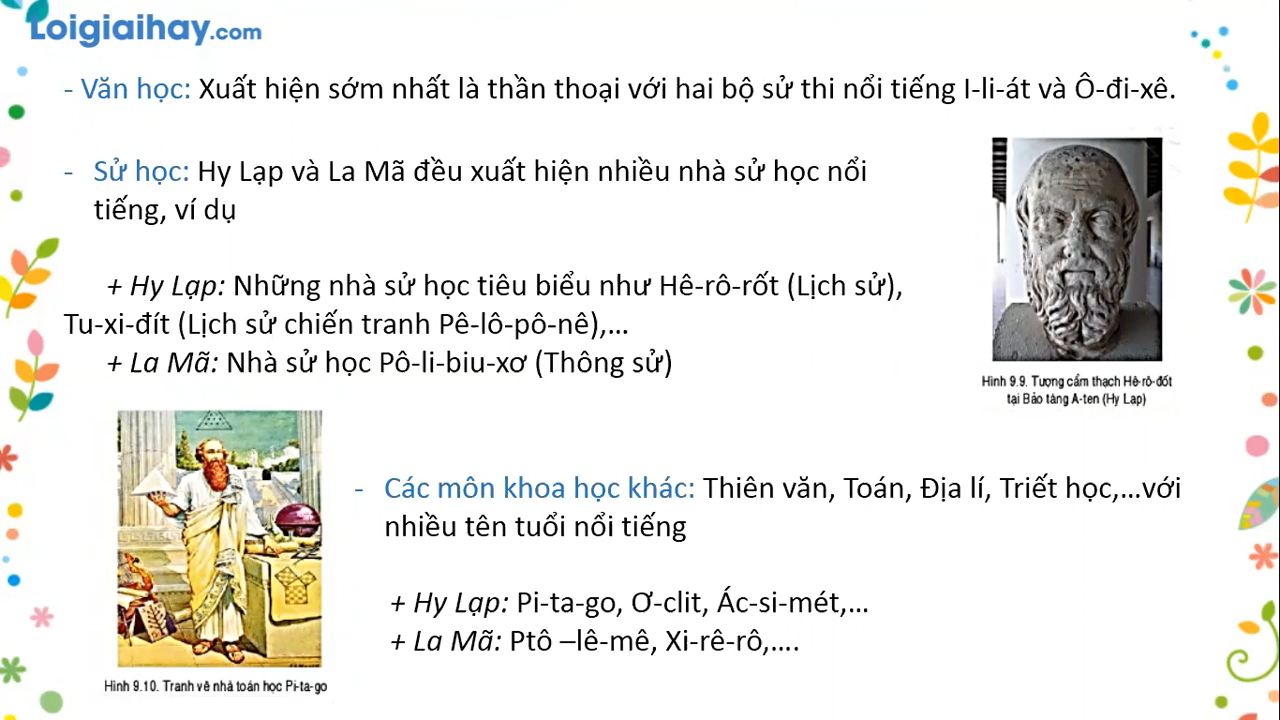 Loigiaihay.com
- Văn học: Xuất hiện sớm nhất là thần thoại với hai bộ sử thi nổi tiếng I-li-át và Ô-đi-xê.
- Sử học: Hy Lạp và La Mã đều xuất hiện nhiều nhà sử học nổi
tiếng, ví dụ
+ Hy Lạp: Những nhà sử học tiêu biểu như Hê-rô-rốt (Lịch sử),
Tu-xi-đít (Lịch sử chiến tranh Pê-lô-pô-nê),...
+ La Mã: Nhà sử học Pô-li-biu-xơ (Thông sử)
Hình 9.9. Tượng cẩm thạch Hê-rô-đốt
tại Bảo tàng A-ten (Hy Lạp)
- Các môn khoa học khác: Thiên văn, Toán, Địa lí, Triết học,...với
nhiều tên tuổi nổi tiếng
+ Hy Lạp: Pi-ta-go, Ơ-clit, Ác-si-mét,...
+ La Mã: Ptô –lê-mê, Xi-rê-rô,....
Hình 9.10. Tranh vẽ nhà toán học Pi-ta-go